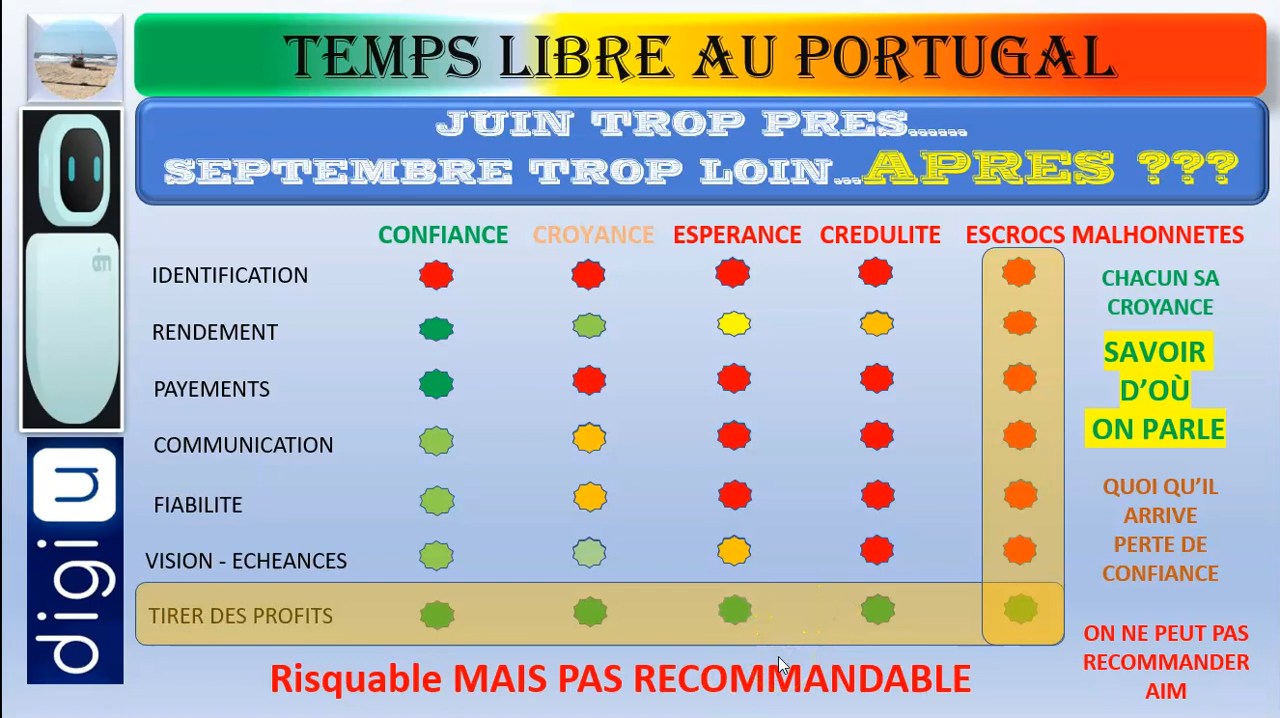 TEMPS LIBRE AU PORTUGAL
JUIN TROP PRES......
SEPTEMBRE TROP LOIN...APRES ???
CONFIANCE CROYANCE ESPERANCE CREDULITE ESCROCS MALHONNETES
IDENTIFICATION
RENDEMENT
PAYEMENTS
COMMUNICATION
FIABILITE
VISION - ECHEANCES
TIRER DES PROFITS
CHACUN SA
CROYANCE
SAVOIR
D'OÙ
ON PARLE
QUOI QU'IL
ARRIVE
PERTE DE
CONFIANCE
ON NE PEUT PAS
RECOMMANDER
AIM
Risquable MAIS PAS RECOMMANDABLE
aim
u
digiu